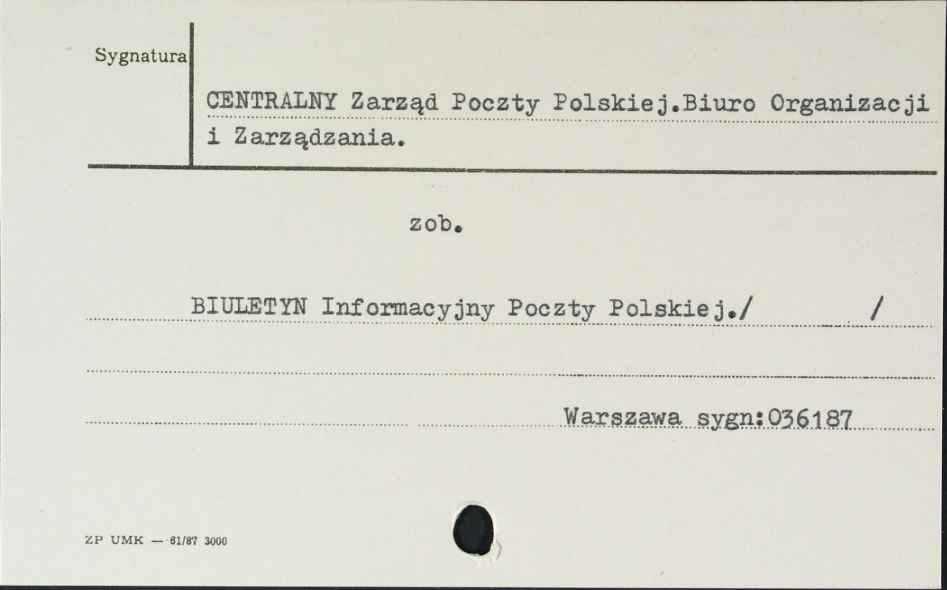 Sygnatura
CENTRALNY Zarząd Poczty Polskiej.Biuro Organizacji
i Zarządzania.
zob.
BIULETYN Informacyjny Poczty Polskiej./ /
Warszawa sygn:036187
ZP UMK — 61/87 3000